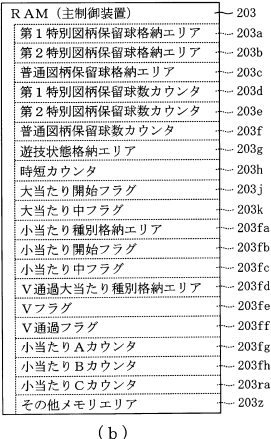 RAM（主制御装置） 203
第１特別図柄保留球格納エリア 203a
第２特別図柄保留球格納エリア 203b
普通図柄保留球格納エリア 203c
第１特別図柄保留球数カウンタ 203d
第２特別図柄保留球数カウンタ 203e
普通図柄保留球数カウンタ 203f
遊技状態格納エリア 203g
時短カウンタ 203h
大当たり開始フラグ 203j
大当たり中フラグ 203k
小当たり種別格納エリア 203fa
小当たり開始フラグ 203fb
小当たり中フラグ 203fc
Ｖ通過大当たり種別格納エリア 203fd
Ｖフラグ 203fe
Ｖ通過フラグ 203ff
小当たりＡカウンタ 203fg
小当たりＢカウンタ 203fh
小当たりＣカウンタ 203ra
その他メモリエリア 203z
(b)